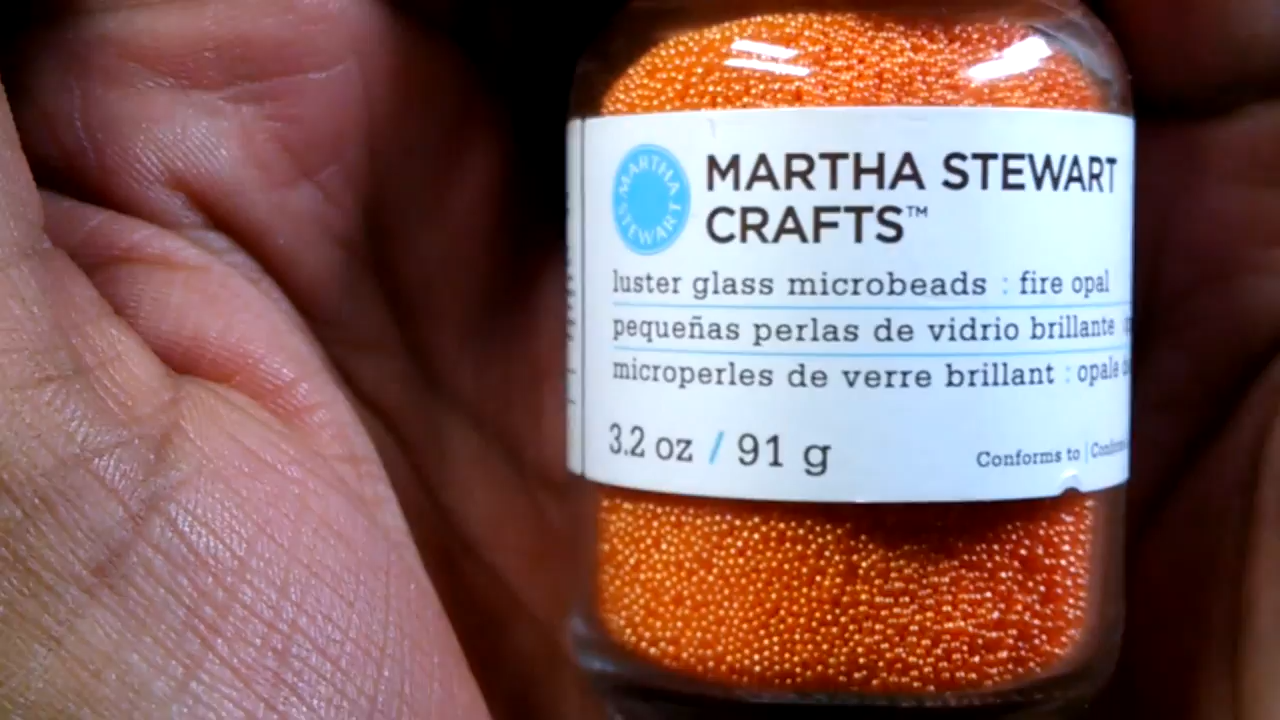 MARTHA STEWART
MARTHA STEWART
CRAFTS™
luster glass microbeads : fire opal
pequeñas perlas de vidrio brillante
microperles de verre brillant : opale
3.2 oz / 91 g
Conforms to |